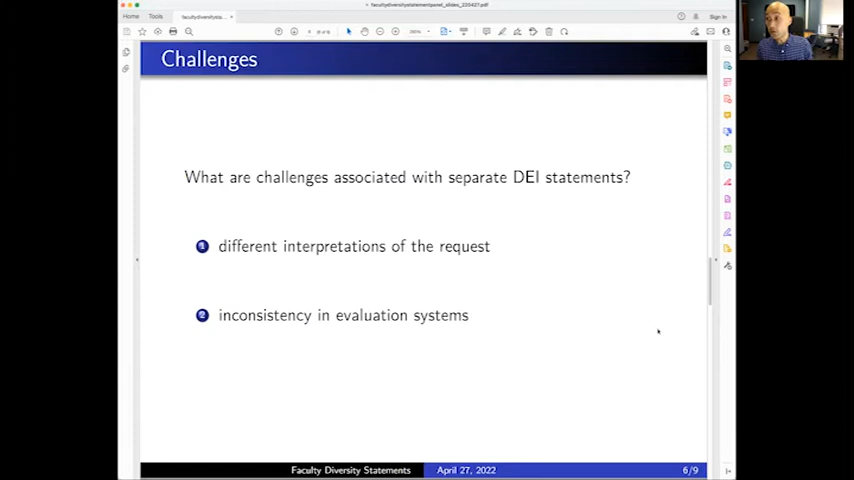 facultydiversitystatementpanel_slides_220427.pdf
Home Tools facultydiversitysta... × Sign In
Challenges
What are challenges associated with separate DEI statements?
1 different interpretations of the request
2 inconsistency in evaluation systems
Faculty Diversity Statements April 27, 2022 6/9